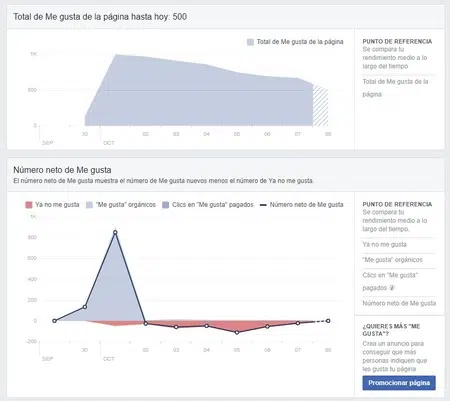 Total de Me gusta de la página hasta hoy: 500
Total de Me gusta de la página
1K
500
0
SEP
30
OCT
02
03
04
05
06
07
08
PUNTO DE REFERENCIA
Se compara tu
rendimiento medio a lo
largo del tiempo
Total de Me gusta de la
página
Número neto de Me gusta
El número neto de Me gusta muestra el número de Me gusta nuevos menos el número de Ya no me gusta.
Ya no me gusta
"Me gusta" orgánicos
Clics en "Me gusta" pagados
Número neto de Me gusta
1K
800
600
400
200
0
-200
SEP
30
OCT
02
03
04
05
06
07
08
PUNTO DE REFERENCIA
Se compara tu
rendimiento medio a lo
largo del tiempo.
Ya no me gusta
"Me gusta" orgánicos
Clics en "Me gusta"
pagados
Número neto de Me gusta
¿QUIERES MÁS "ME
GUSTA"?
Crea un anuncio para
conseguir que más
personas indiquen que
les gusta tu página
Promocionar página